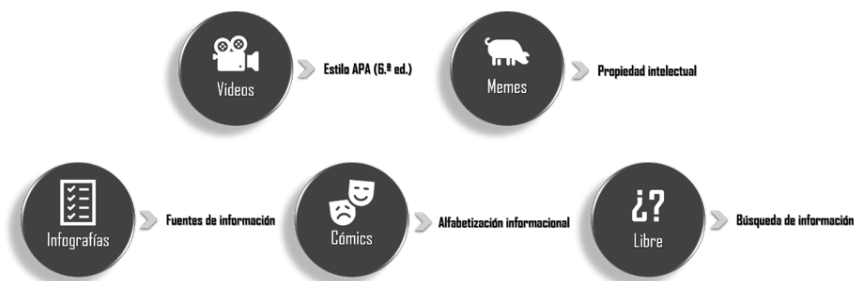 Videos
Estilo APA (6.ª ed.)
Memes
Propiedad intelectual
Infografías
Fuentes de información
Cómics
Alfabetización informacional
¿?
Libre
Búsqueda de información